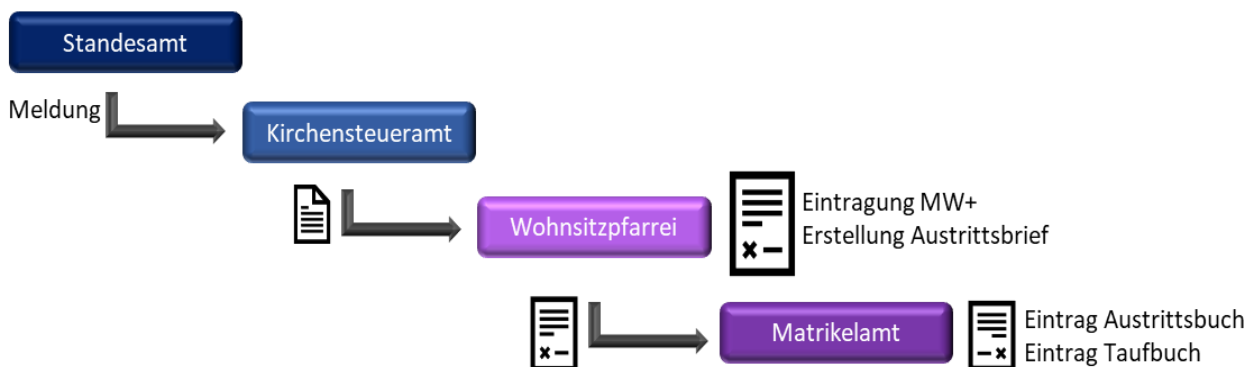 Standesamt
Meldung
Kirchensteueramt
Wohnsitzpfarrei
Eintragung MW+
Erstellung Austrittsbrief
Matrikelamt
Eintrag Austrittsbuch
Eintrag Taufbuch